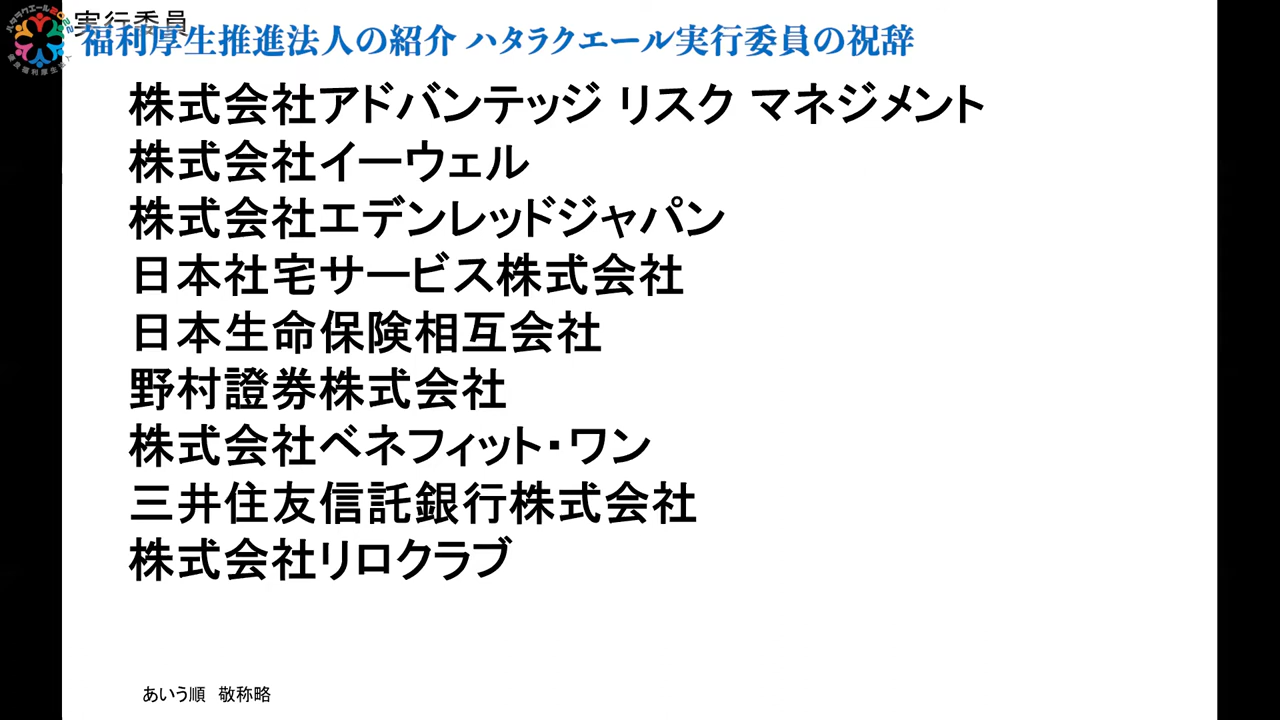 実行委員
福利厚生推進法人の紹介 ハタラクエール実行委員の祝辞
株式会社アドバンテッジ リスク マネジメント
株式会社イーウェル
株式会社エデンレッドジャパン
日本社宅サービス株式会社
日本生命保険相互会社
野村證券株式会社
株式会社ベネフィット・ワン
三井住友信託銀行株式会社
株式会社リロクラブ
あいう順 敬称略